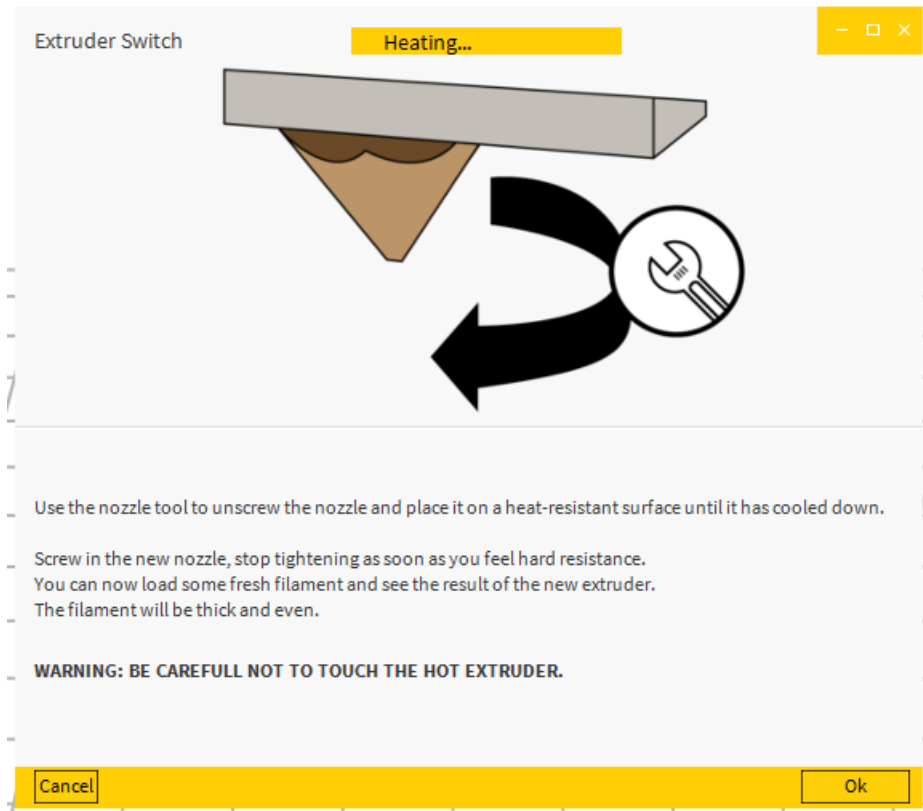 Extruder Switch
Heating...
Use the nozzle tool to unscrew the nozzle and place it on a heat-resistant surface until it has cooled down.
Screw in the new nozzle, stop tightening as soon as you feel hard resistance.
You can now load some fresh filament and see the result of the new extruder.
The filament will be thick and even.
WARNING: BE CAREFULL NOT TO TOUCH THE HOT EXTRUDER.
Cancel
Ok